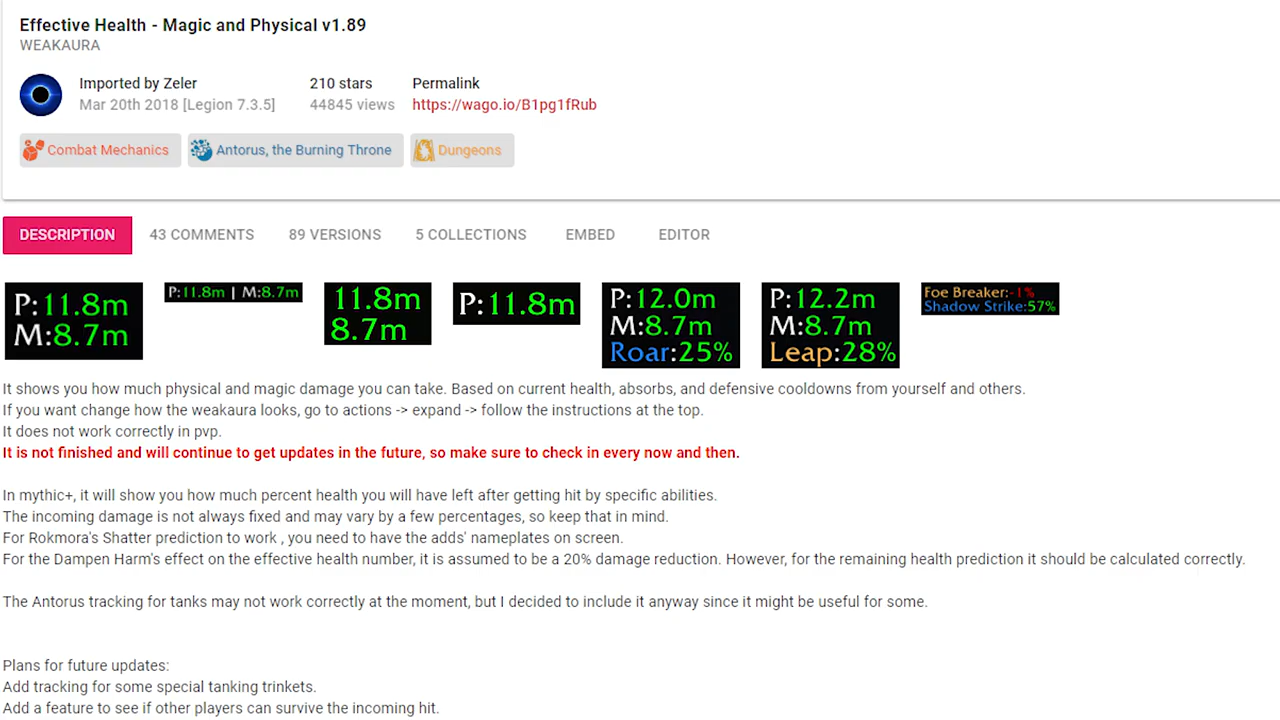 Effective Health - Magic and Physical v1.89
WEAKAURA
Imported by Zeler 210 stars Permalink
Mar 20th 2018 [Legion 7.3.5] 44845 views https://wago.io/B1pg1fRub
Combat Mechanics Antorus, the Burning Throne Dungeons
DESCRIPTION 43 COMMENTS 89 VERSIONS 5 COLLECTIONS EMBED EDITOR
P:11.8m
M:8.7m
P:11.8m | M:8.7m
11.8m
8.7m
P:11.8m
P:12.0m
M:8.7m
Roar:25%
P:12.2m
M:8.7m
Leap:28%
Foe Breaker:-1%
Shadow Strike:57%
It shows you how much physical and magic damage you can take. Based on current health, absorbs, and defensive cooldowns from yourself and others.
If you want change how the weakaura looks, go to actions -> expand -> follow the instructions at the top.
It does not work correctly in pvp.
It is not finished and will continue to get updates in the future, so make sure to check in every now and then.
In mythic+, it will show you how much percent health you will have left after getting hit by specific abilities.
The incoming damage is not always fixed and may vary by a few percentages, so keep that in mind.
For Rokmora's Shatter prediction to work , you need to have the adds' nameplates on screen.
For the Dampen Harm's effect on the effective health number, it is assumed to be a 20% damage reduction. However, for the remaining health prediction it should be calculated correctly.
The Antorus tracking for tanks may not work correctly at the moment, but I decided to include it anyway since it might be useful for some.
Plans for future updates:
Add tracking for some special tanking trinkets.
Add a feature to see if other players can survive the incoming hit.